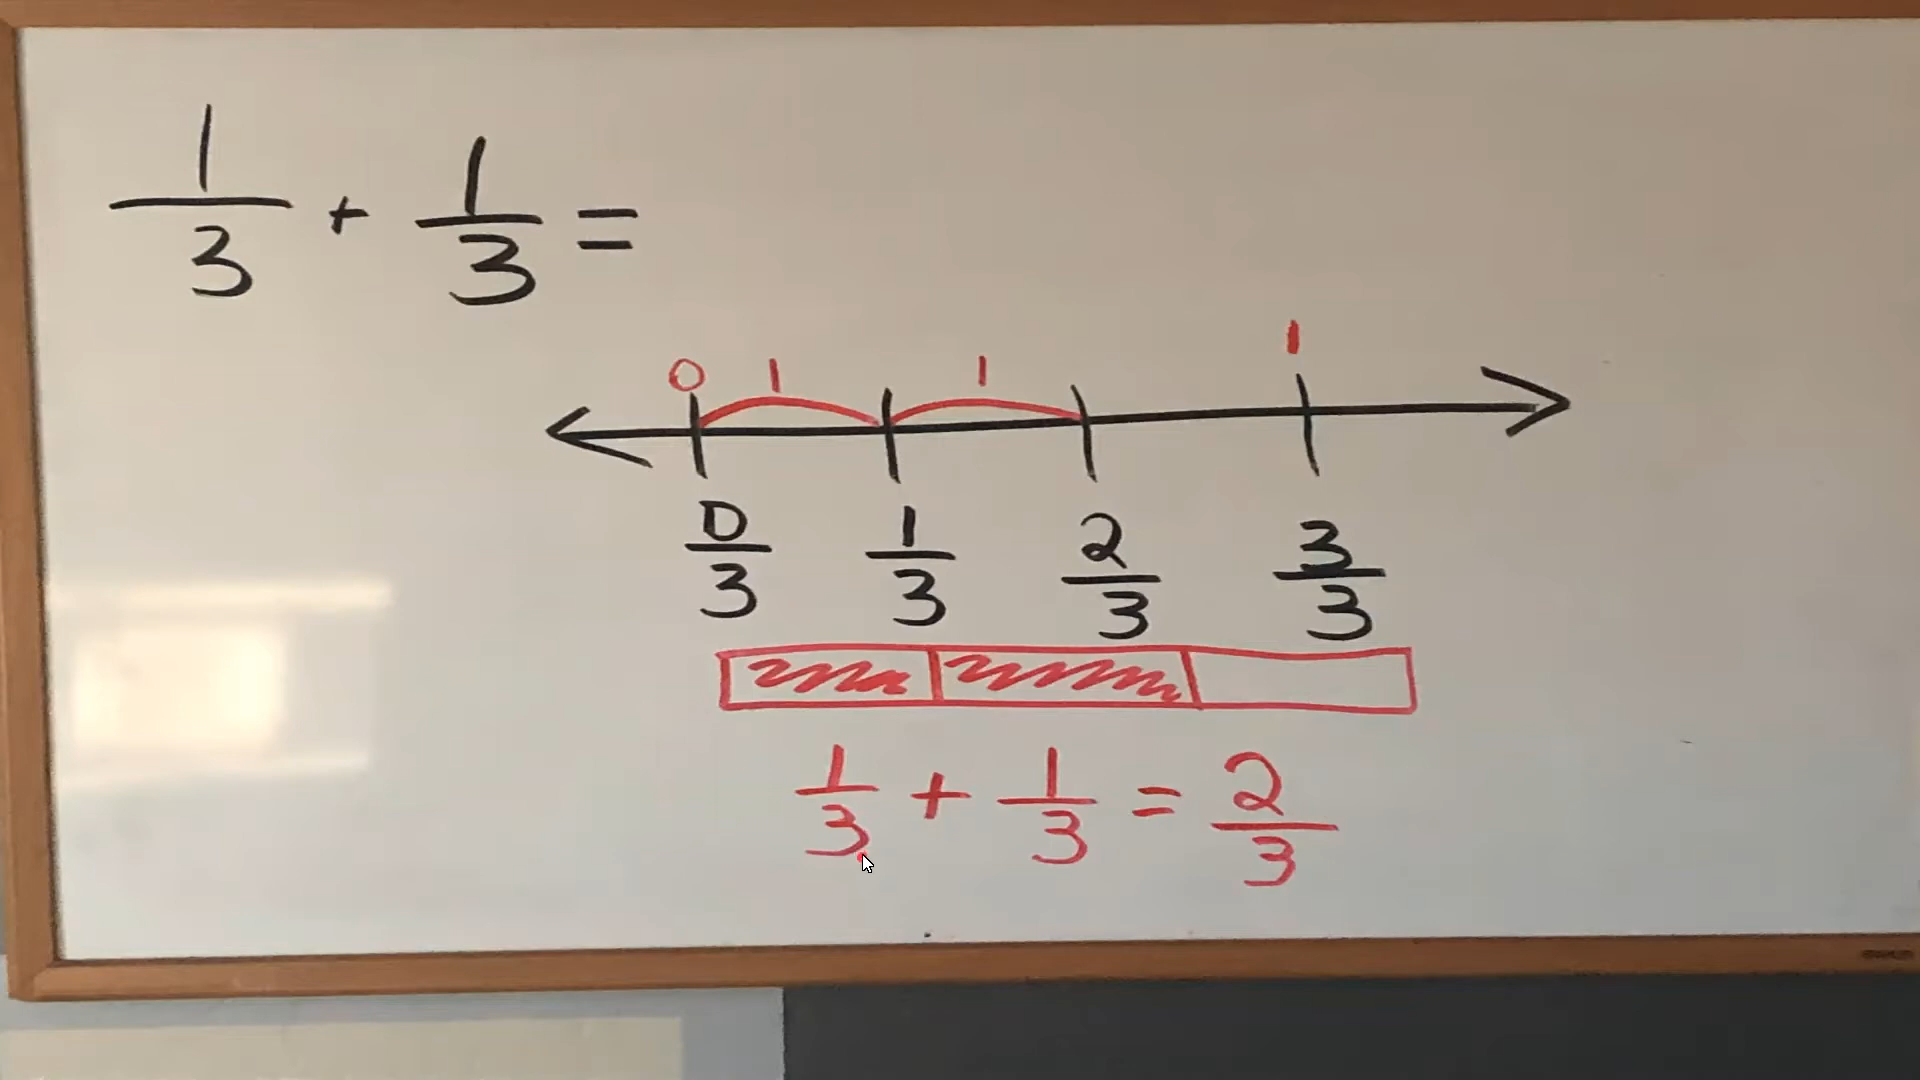 1/3 + 1/3 =
0 1 1 1
0/3 1/3 2/3 3/3
1/3 + 1/3 = 2/3